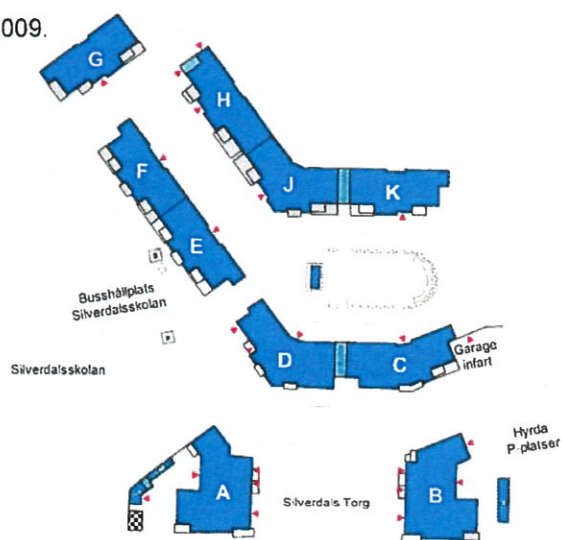 009.
G
H
F
J
K
E
Busshållplats
Silverdalsskolan
D
C
Garage
infart
Silverdalsskolan
Hyrda
P-platser
A
Silverdals Torg
B